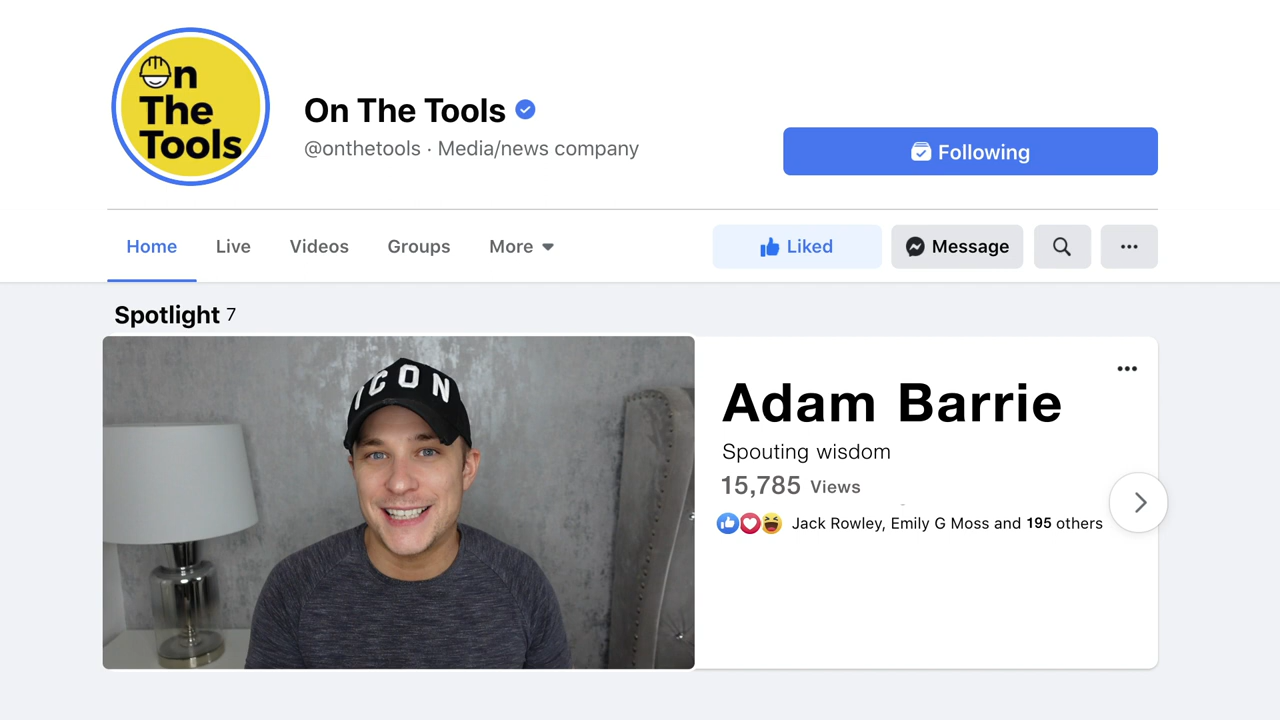 On
The
Tools
On The Tools
@onthetools · Media/news company
Following
Home Live Videos Groups More
Liked Message
Spotlight 7
ICON
Adam Barrie
Spouting wisdom
15,785 Views
Jack Rowley, Emily G Moss and 195 others